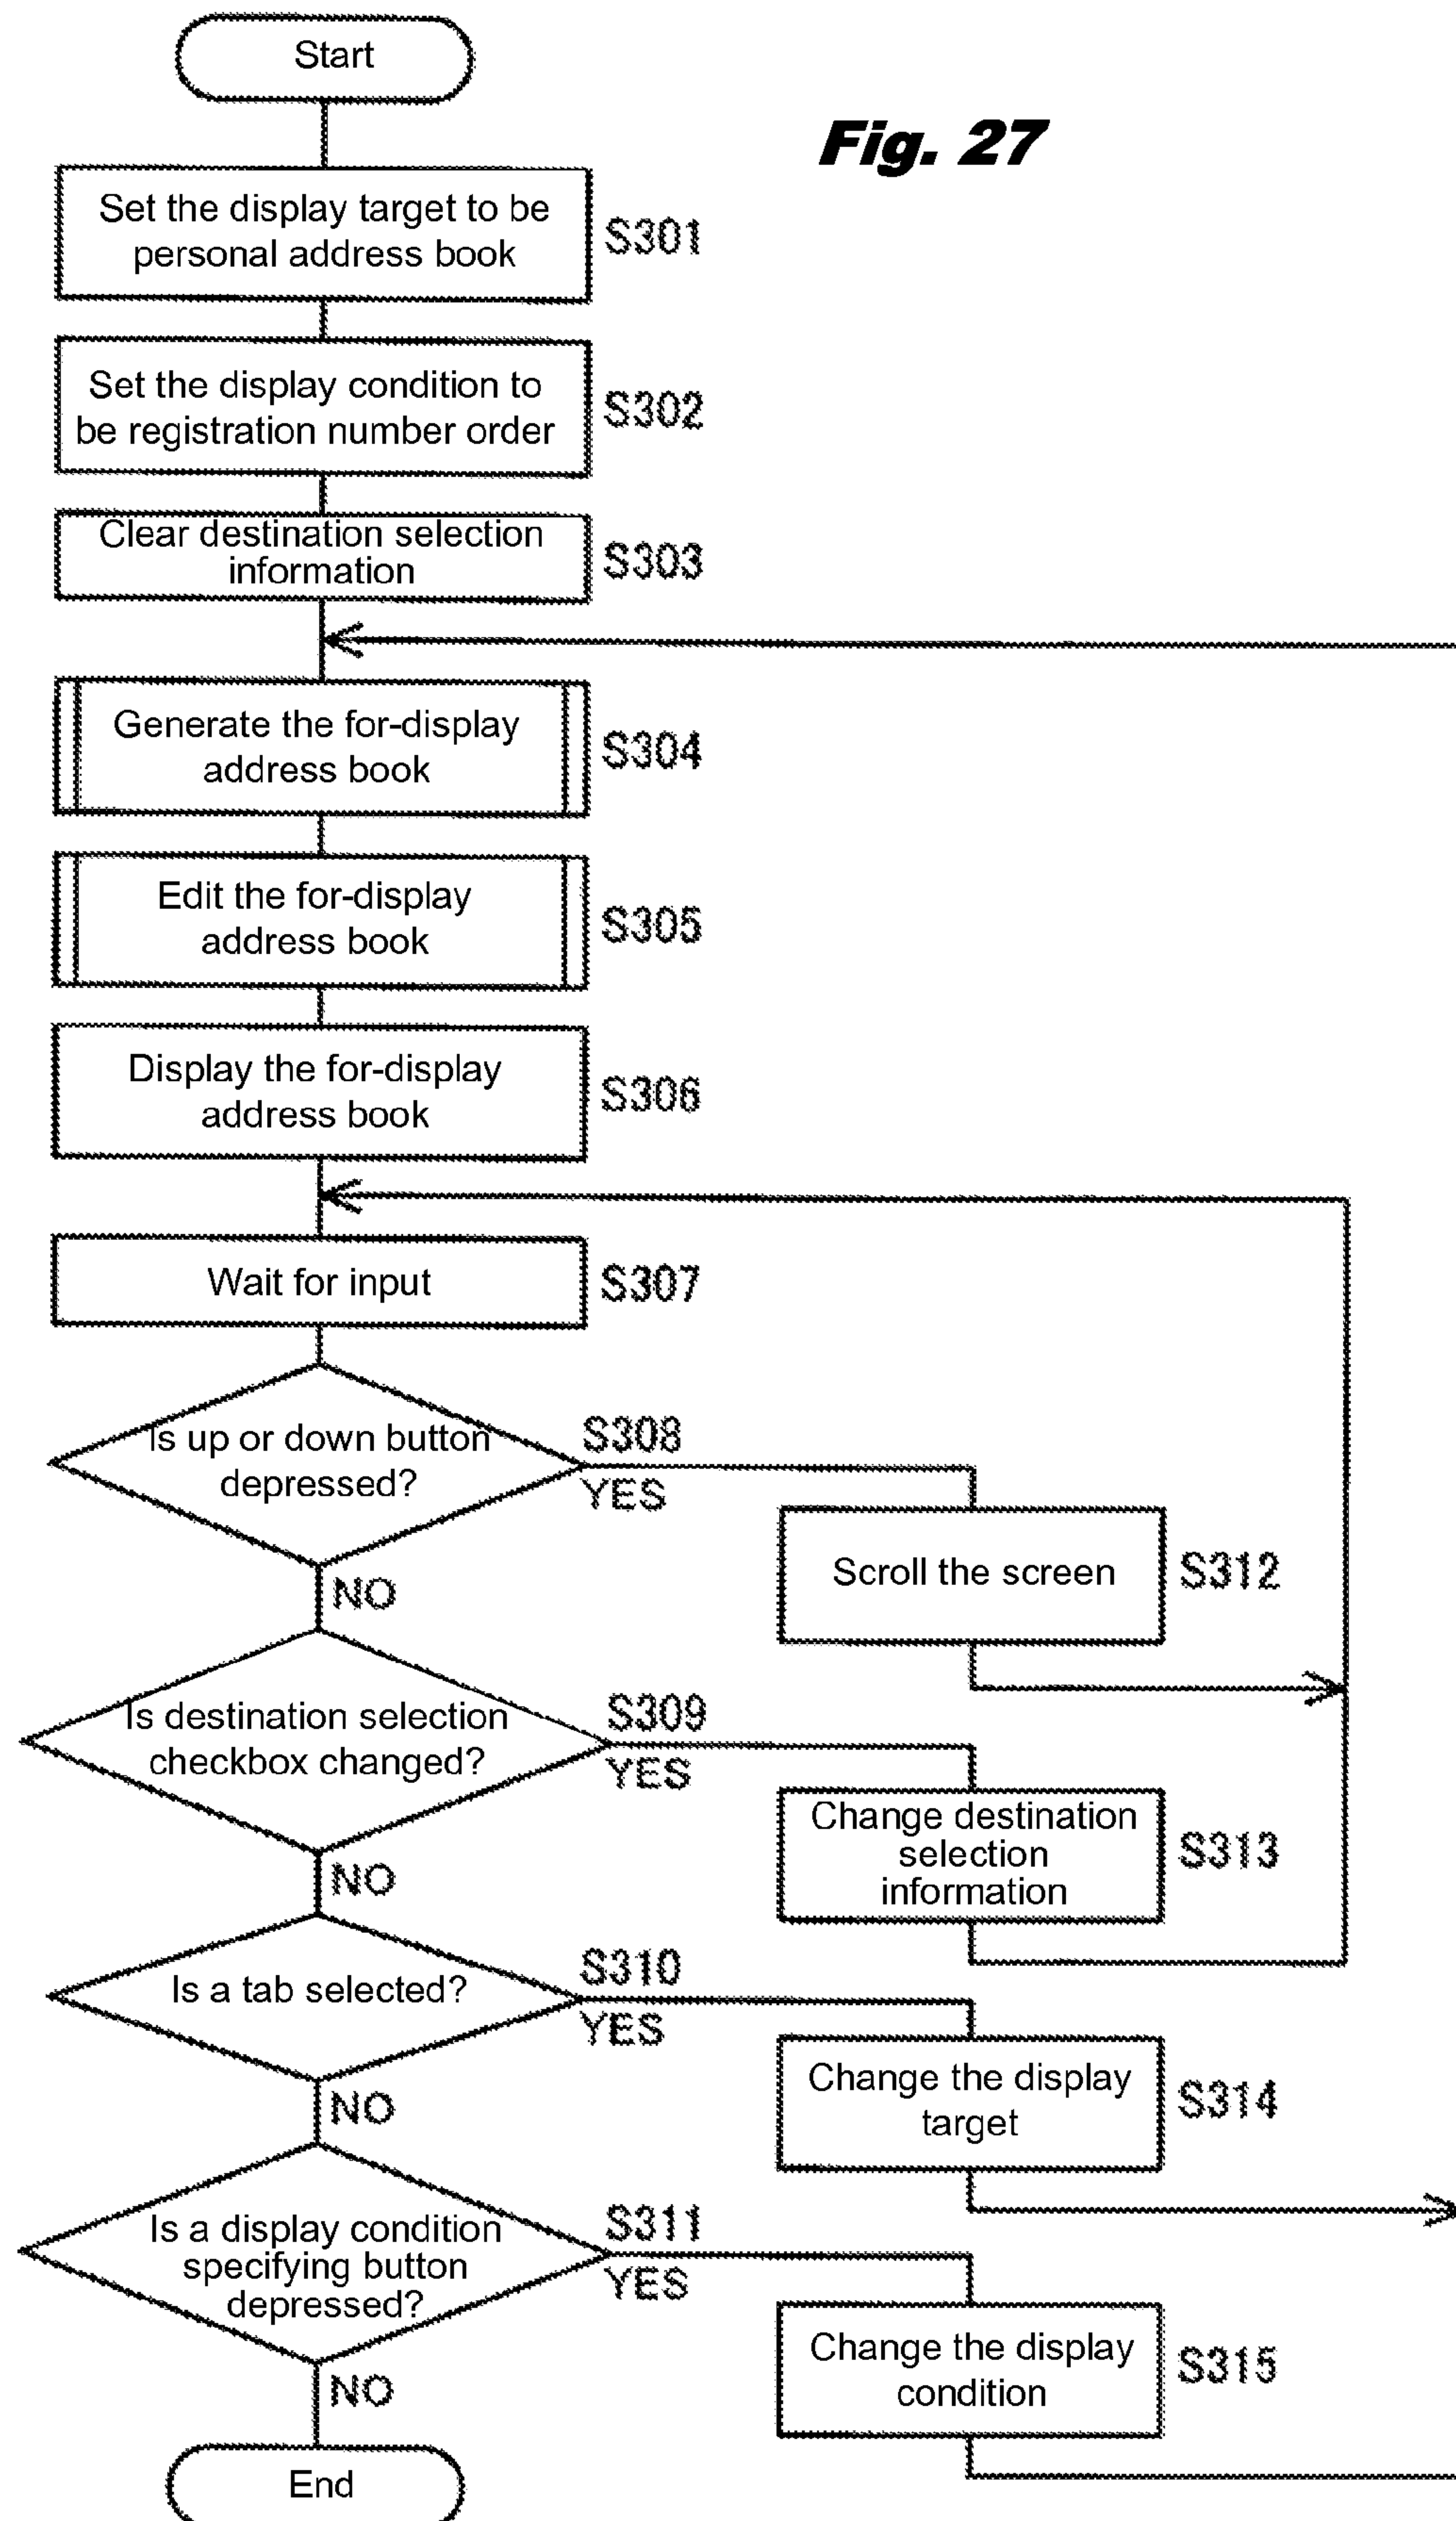 Start
Fig. 27
Set the display target to be
personal address book
S301
Set the display condition to
be registration number order
S302
Clear destination selection
information
S303
Generate the for-display
address book
S304
Edit the for-display
address book
S305
Display the for-display
address book
S306
Wait for input
S307
Is up or down button
depressed?
S308
YES
NO
Scroll the screen
S312
Is destination selection
checkbox changed?
S309
YES
NO
Change destination
selection
information
S313
Is a tab selected?
S310
YES
NO
Change the display
target
S314
Is a display condition
specifying button
depressed?
S311
YES
NO
Change the display
condition
S315
End